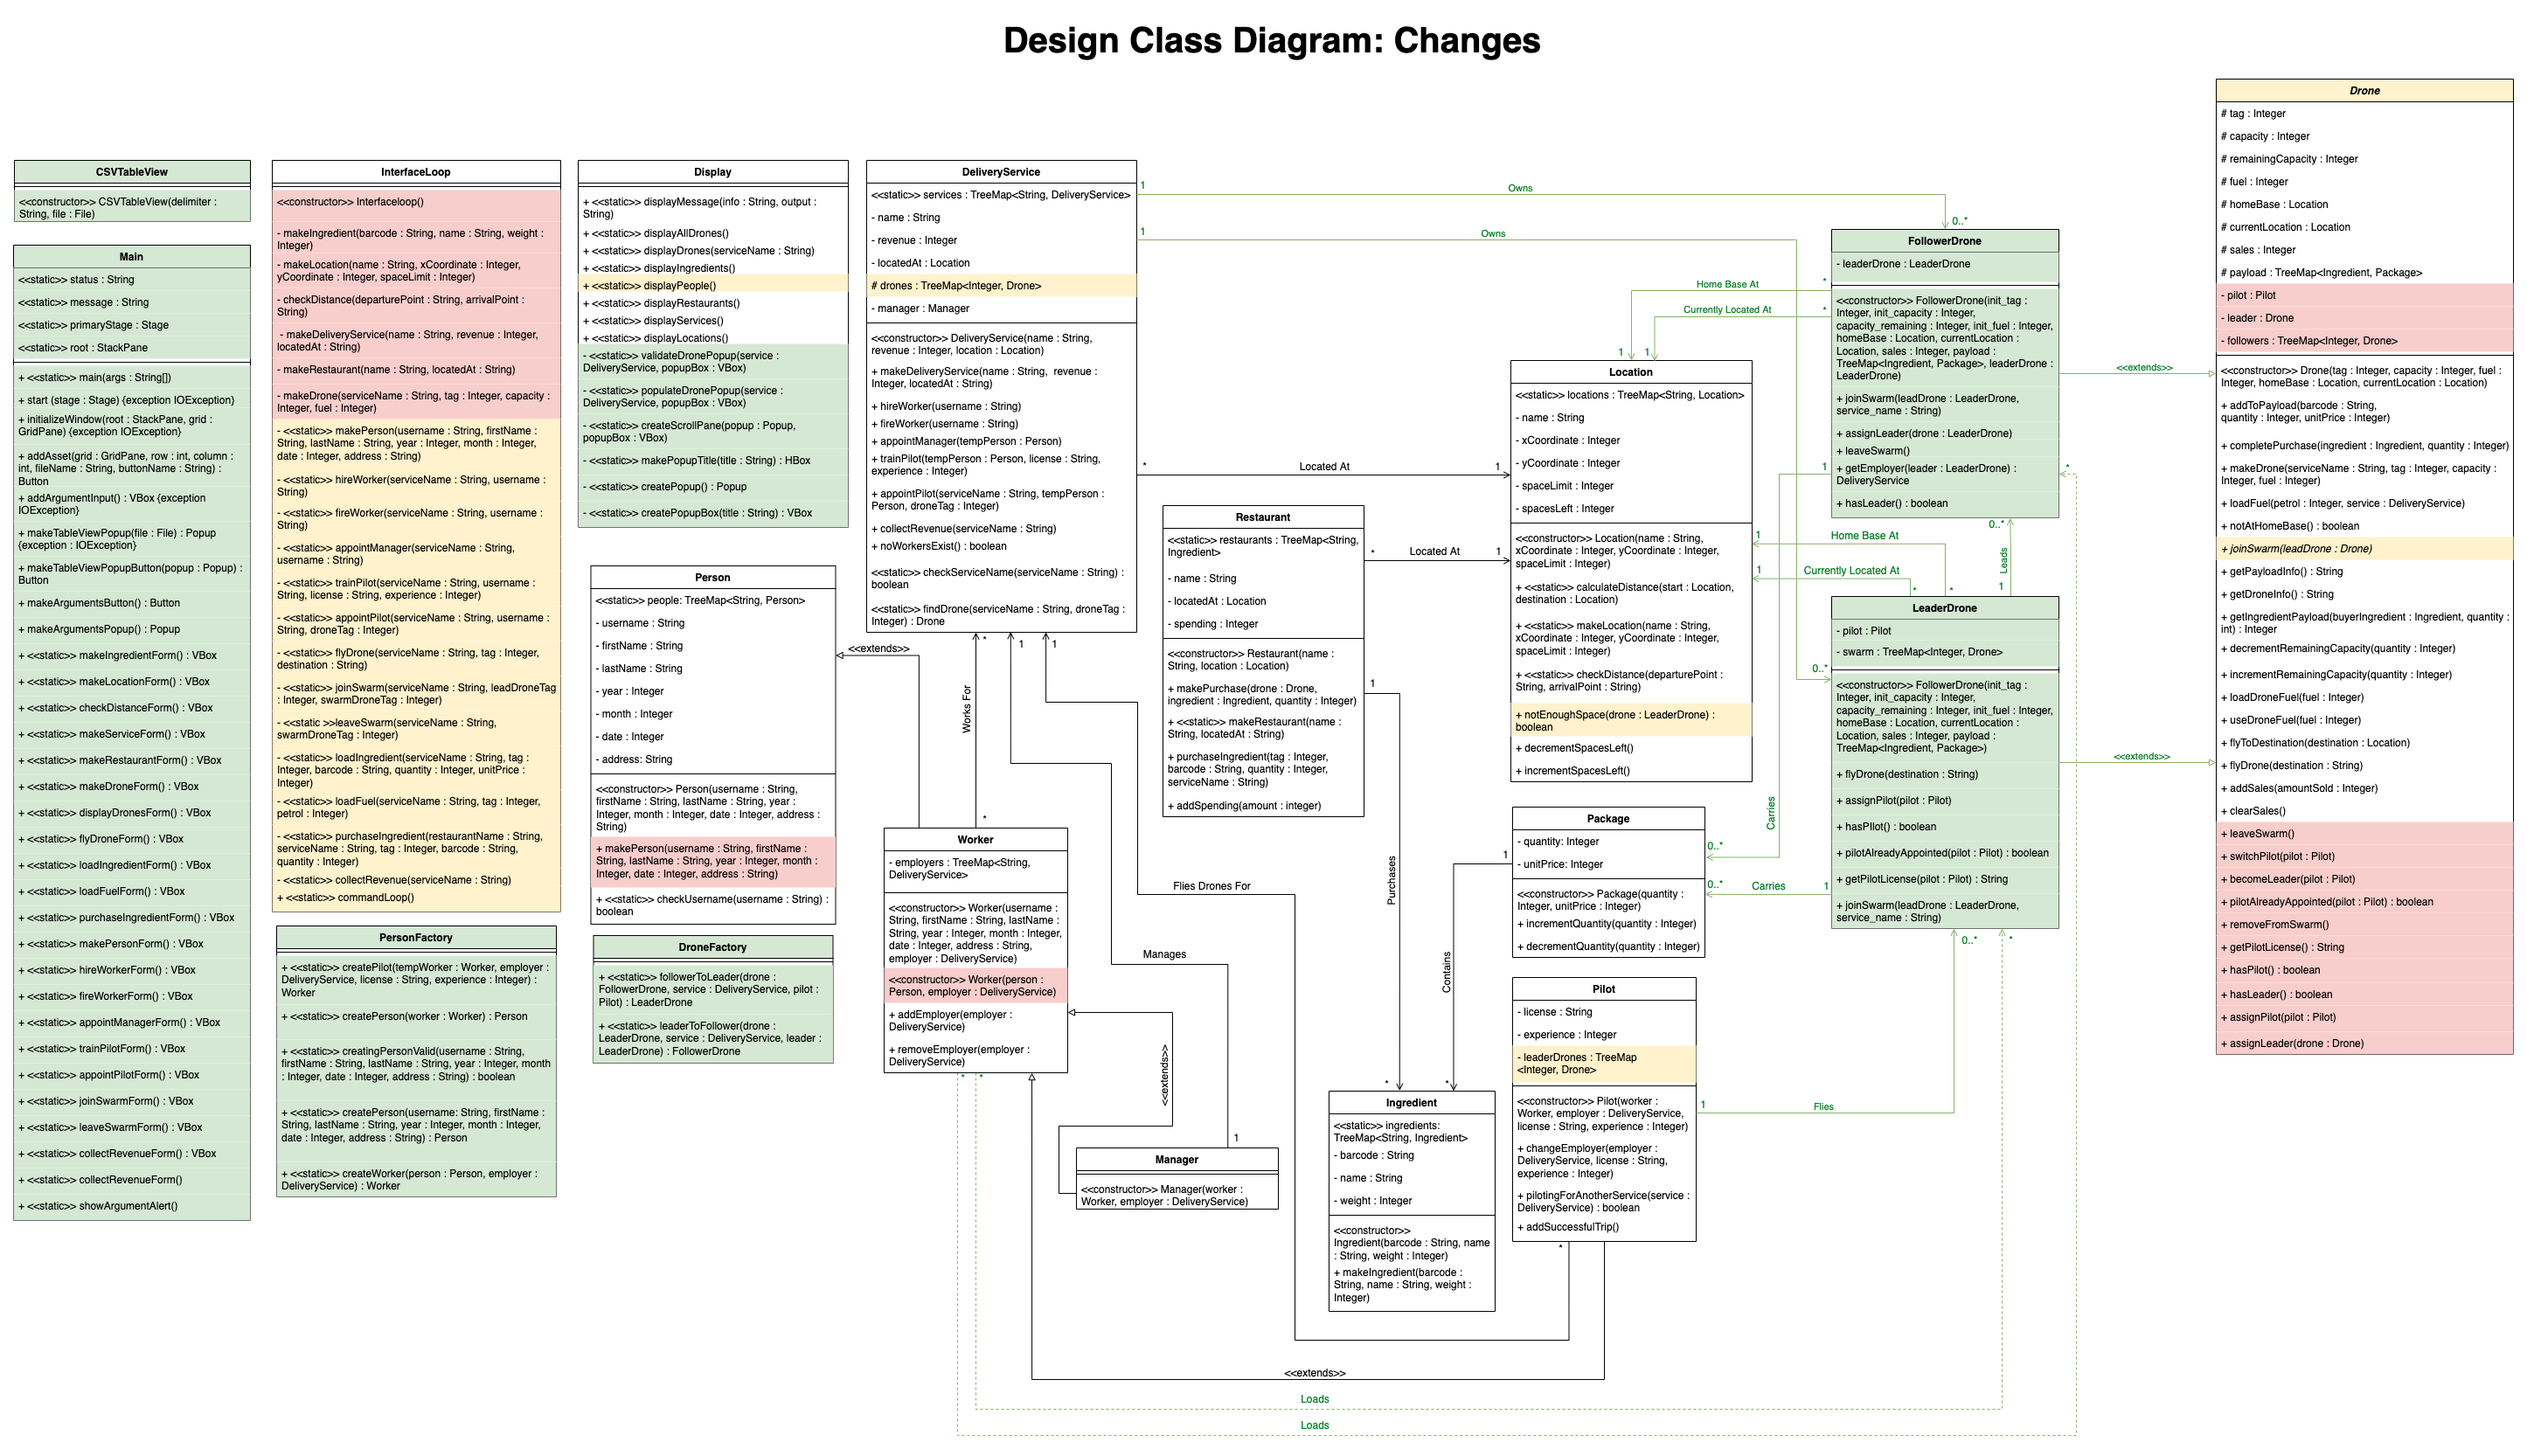 Design Class Diagram: Changes
CSVTableView
<<constructor>> CSVTableView(delimiter :
String, file : File)
Main
<<static>> status : String
<<static>> message : String
<<static>> primaryStage : Stage
<<static>> root : StackPane
+ <<static>> main(args : String[])
+ start (stage : Stage) {exception IOException}
+ initializeWindow(root : StackPane, grid :
GridPane) {exception IOException}
+ addAsset(grid : GridPane, row : int, column :
int, fileName : String, buttonName : String) :
Button
+ addArgumentInput() : VBox {exception
IOException}
+ makeTableViewPopup(file : File) : Popup
{exception : IOException}
+ makeTableViewPopupButton(popup : Popup) :
Button
+ makeArgumentsButton() : Button
+ makeArgumentsPopup() : Popup
+ <<static>> makeIngredientForm() : VBox
+ <<static>> makeLocationForm() : VBox
+ <<static>> checkDistanceForm() : VBox
+ <<static>> makeServiceForm() : VBox
+ <<static>> makeRestaurantForm() : VBox
+ <<static>> makeDroneForm() : VBox
+ <<static>> displayDronesForm() : VBox
+ <<static>> flyDroneForm() : VBox
+ <<static>> loadIngredientForm() : VBox
+ <<static>> loadFuelForm() : VBox
+ <<static>> purchaseIngredientForm() : VBox
+ <<static>> makePersonForm() : VBox
+ <<static>> hireWorkerForm() : VBox
+ <<static>> fireWorkerForm() : VBox
+ <<static>> appointManagerForm() : VBox
+ <<static>> trainPilotForm() : VBox
+ <<static>> appointPilotForm() : VBox
+ <<static>> joinSwarmForm() : VBox
+ <<static>> leaveSwarmForm() : VBox
+ <<static>> collectRevenueForm() : VBox
+ <<static>> collectRevenueForm()
+ <<static>> showArgumentAlert()
InterfaceLoop
<<constructor>> Interfaceloop()
- makeIngredient(barcode : String, name : String, weight :
Integer)
- makeLocation(name : String, xCoordinate : Integer,
yCoordinate : Integer, spaceLimit : Integer)
- checkDistance(departurePoint : String, arrivalPoint :
String)
- makeDeliveryService(name : String, revenue : Integer,
locatedAt : String)
- makeRestaurant(name : String, locatedAt : String)
- makeDrone(serviceName : String, tag : Integer, capacity :
Integer, fuel : Integer)
- <<static>> makePerson(username : String, firstName :
String, lastName : String, year : Integer, month : Integer,
date : Integer, address : String)
- <<static>> hireWorker(serviceName : String, username :
String)
- <<static>> fireWorker(serviceName : String, username :
String)
- <<static>> appointManager(serviceName : String,
username : String)
- <<static>> trainPilot(serviceName : String, username :
String, license : String, experience : Integer)
- <<static>> appointPilot(serviceName : String, username :
String, droneTag : Integer)
- <<static>> flyDrone(serviceName : String, tag : Integer,
destination : String)
- <<static>> joinSwarm(serviceName : String, leadDroneTag
: Integer, swarmDroneTag : Integer)
- <<static >>leaveSwarm(serviceName : String,
swarmDroneTag : Integer)
- <<static>> loadIngredient(serviceName : String, tag :
Integer, barcode : String, quantity : Integer, unitPrice :
Integer)
- <<static>> loadFuel(serviceName : String, tag : Integer,
petrol : Integer)
- <<static>> purchaseIngredient(restaurantName : String,
serviceName : String, tag : Integer, barcode : String,
quantity : Integer)
- <<static>> collectRevenue(serviceName : String)
+ <<static>> commandLoop()
PersonFactory
+ <<static>> createPilot(tempWorker : Worker, employer :
DeliveryService, license : String, experience : Integer) :
Worker
+ <<static>> createPerson(worker : Worker) : Person
+ <<static>> creatingPersonValid(username : String,
firstName : String, lastName : String, year : Integer, month
: Integer, date : Integer, address : String) : boolean
+ <<static>> createPerson(username: String, firstName :
String, lastName : String, year : Integer, month : Integer,
date : Integer, address : String) : Person
+ <<static>> createWorker(person : Person, employer :
DeliveryService) : Worker
Display
+ <<static>> displayMessage(info : String, output :
String)
+ <<static>> displayAllDrones()
+ <<static>> displayDrones(serviceName : String)
+ <<static>> displayIngredients()
+ <<static>> displayPeople()
+ <<static>> displayRestaurants()
+ <<static>> displayServices()
+ <<static>> displayLocations()
- <<static>> validateDronePopup(service :
DeliveryService, popupBox : VBox)
- <<static>> populateDronePopup(service :
DeliveryService, popupBox : VBox)
- <<static>> createScrollPane(popup : Popup,
popupBox : VBox)
- <<static>> makePopupTitle(title : String) : HBox
- <<static>> createPopup() : Popup
- <<static>> createPopupBox(title : String) : VBox
Person
<<static>> people: TreeMap<String, Person>
- username : String
- firstName : String
- lastName : String
- year : Integer
- month : Integer
- date : Integer
- address: String
<<constructor>> Person(username : String,
firstName : String, lastName : String, year :
Integer, month : Integer, date : Integer, address :
String)
+ makePerson(username : String, firstName :
String, lastName : String, year : Integer, month :
Integer, date : Integer, address : String)
+ <<static>> checkUsername(username : String) :
boolean
DroneFactory
+ <<static>> followerToLeader(drone :
FollowerDrone, service : DeliveryService, pilot :
Pilot) : LeaderDrone
+ <<static>> leaderToFollower(drone :
LeaderDrone, service : DeliveryService, leader :
LeaderDrone) : FollowerDrone
DeliveryService
<<static>> services : TreeMap<String, DeliveryService>
- name : String
- revenue : Integer
- locatedAt : Location
# drones : TreeMap<Integer, Drone>
- manager : Manager
<<constructor>> DeliveryService(name : String,
revenue : Integer, location : Location)
+ makeDeliveryService(name : String, revenue :
Integer, locatedAt : String)
+ hireWorker(username : String)
+ fireWorker(username : String)
+ appointManager(tempPerson : Person)
+ trainPilot(tempPerson : Person, license : String,
experience : Integer)
+ appointPilot(serviceName : String, tempPerson :
Person, droneTag : Integer)
+ collectRevenue(serviceName : String)
+ noWorkersExist() : boolean
<<static>> checkServiceName(serviceName : String) :
boolean
<<static>> findDrone(serviceName : String, droneTag :
Integer) : Drone
<<extends>>
Works For
*
*
1
1
Worker
- employers : TreeMap<String,
DeliveryService>
<<constructor>> Worker(username :
String, firstName : String, lastName :
String, year : Integer, month : Integer,
date : Integer, address : String,
employer : DeliveryService)
<<constructor>> Worker(person :
Person, employer : DeliveryService)
+ addEmployer(employer :
DeliveryService)
+ removeEmployer(employer :
DeliveryService)
*
*
<<extends>>
Manages
1
Manager
<<constructor>> Manager(worker :
Worker, employer : DeliveryService)
Flies Drones For
Restaurant
<<static>> restaurants : TreeMap<String,
Ingredient>
- name : String
- locatedAt : Location
- spending : Integer
<<constructor>> Restaurant(name :
String, location : Location)
+ makePurchase(drone : Drone,
ingredient : Ingredient, quantity : Integer)
+ <<static>> makeRestaurant(name :
String, locatedAt : String)
+ purchaseIngredient(tag : Integer,
barcode : String, quantity : Integer,
serviceName : String)
+ addSpending(amount : integer)
*
Located At
1
*
Located At
1
1
Purchases
*
Contains
1
*
Ingredient
<<static>> ingredients:
TreeMap<String, Ingredient>
- barcode : String
- name : String
- weight : Integer
<<constructor>>
Ingredient(barcode : String, name
: String, weight : Integer)
+ makeIngredient(barcode :
String, name : String, weight :
Integer)
Location
<<static>> locations : TreeMap<String, Location>
- name : String
- xCoordinate : Integer
- yCoordinate : Integer
- spaceLimit : Integer
- spacesLeft : Integer
<<constructor>> Location(name : String,
xCoordinate : Integer, yCoordinate : Integer,
spaceLimit : Integer)
+ <<static>> calculateDistance(start : Location,
destination : Location)
+ <<static>> makeLocation(name : String,
xCoordinate : Integer, yCoordinate : Integer,
spaceLimit : Integer)
+ <<static>> checkDistance(departurePoint :
String, arrivalPoint : String)
+ notEnoughSpace(drone : LeaderDrone) :
boolean
+ decrementSpacesLeft()
+ incrementSpacesLeft()
Package
- quantity: Integer
- unitPrice: Integer
<<constructor>> Package(quantity :
Integer, unitPrice : Integer)
+ incrementQuantity(quantity : Integer)
+ decrementQuantity(quantity : Integer)
Pilot
- license : String
- experience : Integer
- leaderDrones : TreeMap
<Integer, Drone>
<<constructor>> Pilot(worker :
Worker, employer : DeliveryService,
license : String, experience : Integer)
+ changeEmployer(employer :
DeliveryService, license : String,
experience : Integer)
+ pilotingForAnotherService(service :
DeliveryService) : boolean
+ addSuccessfulTrip()
*
<<extends>>
Loads
Loads
1
Owns
0..*
1
Owns
0..*
Home Base At
*
1
Currently Located At
*
1
FollowerDrone
- leaderDrone : LeaderDrone
<<constructor>> FollowerDrone(init_tag :
Integer, init_capacity : Integer,
capacity_remaining : Integer, init_fuel : Integer,
homeBase : Location, currentLocation :
Location, sales : Integer, payload :
TreeMap<Ingredient, Package>, leaderDrone :
LeaderDrone)
+ joinSwarm(leadDrone : LeaderDrone,
service_name : String)
+ assignLeader(drone : LeaderDrone)
+ leaveSwarm()
+ getEmployer(leader : LeaderDrone) :
DeliveryService
+ hasLeader() : boolean
1
Carries
0..*
*
0..*
Leads
1
1
Home Base At
*
1
Currently Located At
*
LeaderDrone
- pilot : Pilot
- swarm : TreeMap<Integer, Drone>
<<constructor>> FollowerDrone(init_tag :
Integer, init_capacity : Integer,
capacity_remaining : Integer, init_fuel : Integer,
homeBase : Location, currentLocation :
Location, sales : Integer, payload :
TreeMap<Ingredient, Package>)
+ flyDrone(destination : String)
+ assignPilot(pilot : Pilot)
+ hasPIlot() : boolean
+ pilotAlreadyAppointed(pilot : Pilot) : boolean
+ getPilotLicense(pilot : Pilot) : String
+ joinSwarm(leadDrone : LeaderDrone,
service_name : String)
0..*
Carries
1
0..*
*
1
Flies
<<extends>>
<<extends>>
Drone
# tag : Integer
# capacity : Integer
# remainingCapacity : Integer
# fuel : Integer
# homeBase : Location
# currentLocation : Location
# sales : Integer
# payload : TreeMap<Ingredient, Package>
- pilot : Pilot
- leader : Drone
- followers : TreeMap<Integer, Drone>
<<constructor>> Drone(tag : Integer, capacity : Integer, fuel :
Integer, homeBase : Location, currentLocation : Location)
+ addToPayload(barcode : String,
quantity : Integer, unitPrice : Integer)
+ completePurchase(ingredient : Ingredient, quantity : Integer)
+ makeDrone(serviceName : String, tag : Integer, capacity :
Integer, fuel : Integer)
+ loadFuel(petrol : Integer, service : DeliveryService)
+ notAtHomeBase() : boolean
+ joinSwarm(leadDrone : Drone)
+ getPayloadInfo() : String
+ getDroneInfo() : String
+ getIngredientPayload(buyerIngredient : Ingredient, quantity :
int) : Integer
+ decrementRemainingCapacity(quantity : Integer)
+ incrementRemainingCapacity(quantity : Integer)
+ loadDroneFuel(fuel : Integer)
+ useDroneFuel(fuel : Integer)
+ flyToDestination(destination : Location)
+ flyDrone(destination : String)
+ addSales(amountSold : Integer)
+ clearSales()
+ leaveSwarm()
+ switchPilot(pilot : Pilot)
+ becomeLeader(pilot : Pilot)
+ pilotAlreadyAppointed(pilot : Pilot) : boolean
+ removeFromSwarm()
+ getPilotLicense() : String
+ hasPilot() : boolean
+ hasLeader() : boolean
+ assignPilot(pilot : Pilot)
+ assignLeader(drone : Drone)